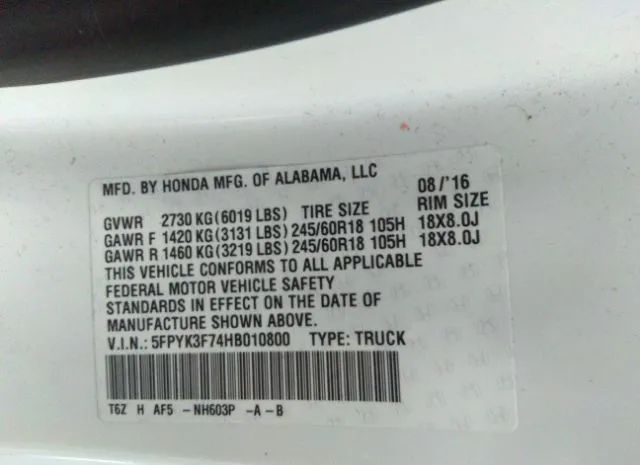 MFD. BY HONDA MFG. OF ALABAMA, LLC 08/'16
GVWR 2730 KG(6019 LBS) TIRE SIZE RIM SIZE
GAWR F 1420 KG(3131 LBS) 245/60R18 105H 18X8.0J
GAWR R 1460 KG(3219 LBS) 245/60R18 105H 18X8.0J
THIS VEHICLE CONFORMS TO ALL APPLICABLE
FEDERAL MOTOR VEHICLE SAFETY
STANDARDS IN EFFECT ON THE DATE OF
MANUFACTURE SHOWN ABOVE.
V.I.N.: 5FPYK3F74HB010800 TYPE: TRUCK
T6Z H AF5 -NH603P -A-B